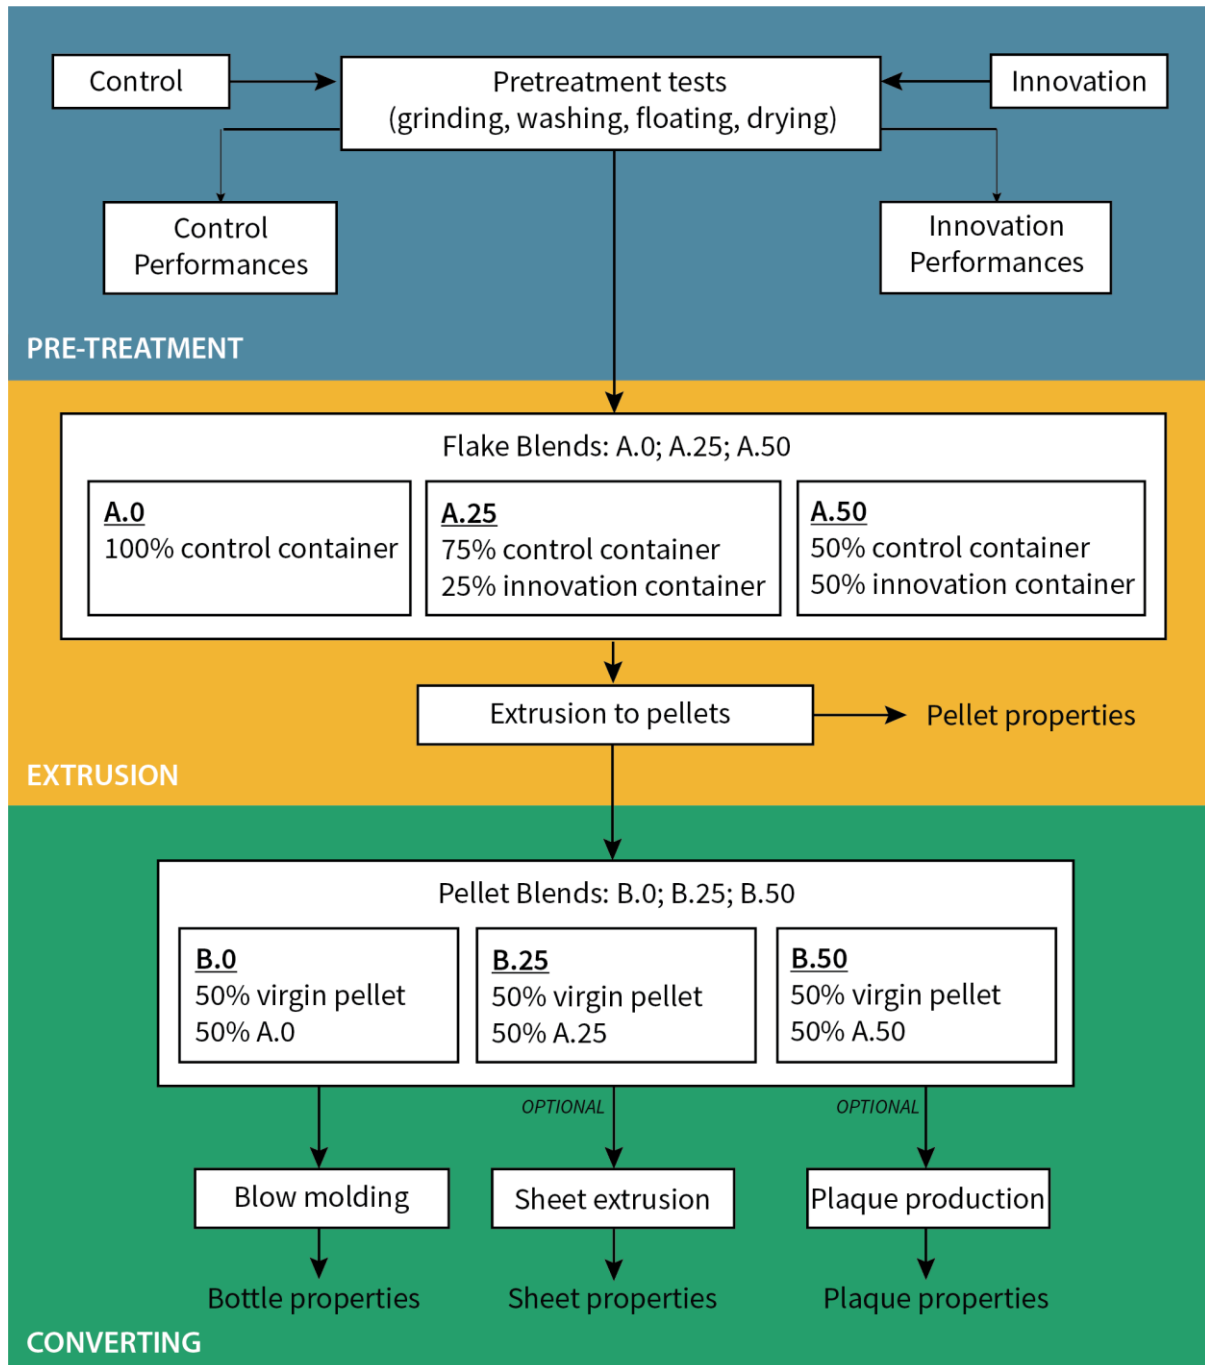 Control
Pretreatment tests
(grinding, washing, floating, drying)
Innovation
Control
Performances
Innovation
Performances
PRE-TREATMENT
Flake Blends: A.0; A.25; A.50
A.0
100% control container
A.25
75% control container
25% innovation container
A.50
50% control container
50% innovation container
Extrusion to pellets
Pellet properties
EXTRUSION
Pellet Blends: B.0; B.25; B.50
B.0
50% virgin pellet
50% A.0
B.25
50% virgin pellet
50% A.25
B.50
50% virgin pellet
50% A.50
OPTIONAL
OPTIONAL
Blow molding
Sheet extrusion
Plaque production
Bottle properties
Sheet properties
Plaque properties
CONVERTING